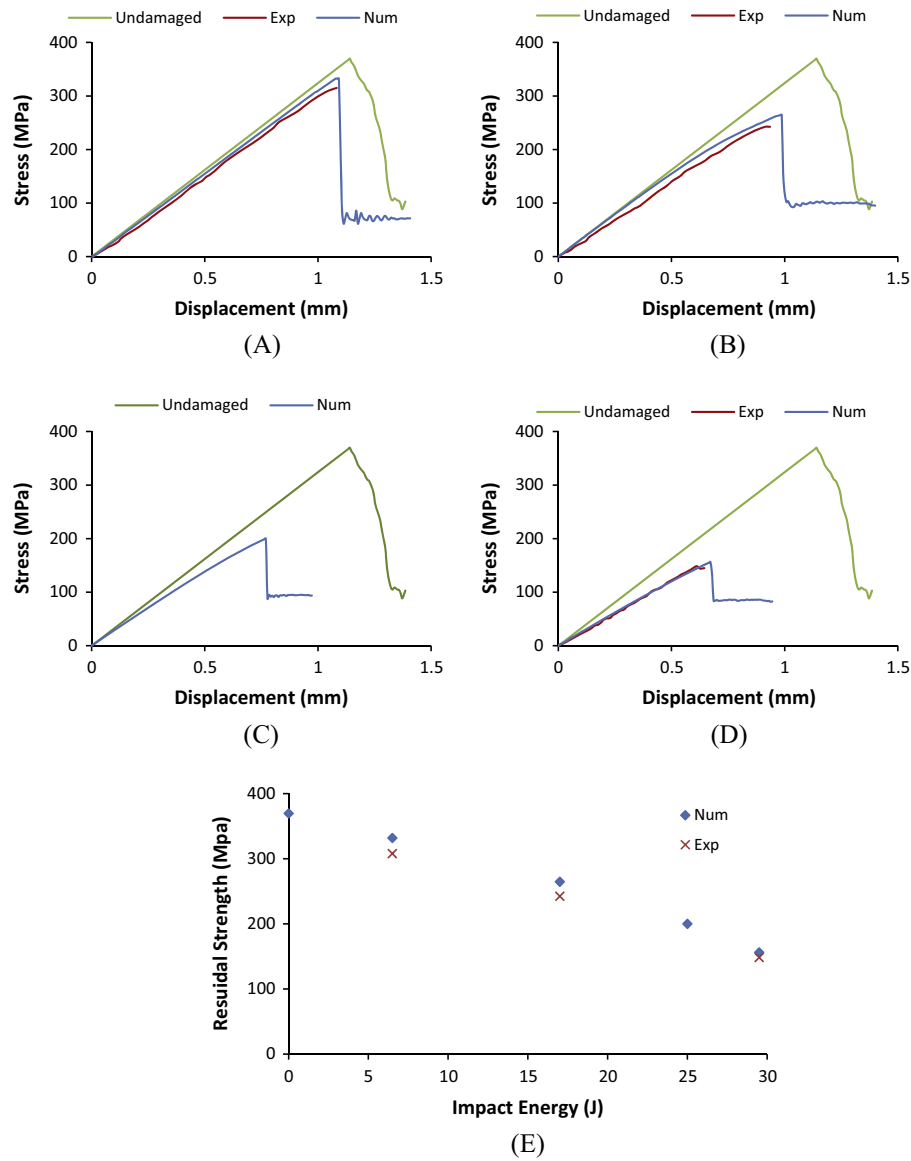 Undamaged Exp Num
400
300
200
100
0
Stress (MPa)
0 0.5 1 1.5
Displacement (mm)
(A)
Undamaged Exp Num
400
300
200
100
0
Stress (MPa)
0 0.5 1 1.5
Displacement (mm)
(B)
Undamaged Num
400
300
200
100
0
Stress (MPa)
0 0.5 1 1.5
Displacement (mm)
(C)
Undamaged Exp Num
400
300
200
100
0
Stress (MPa)
0 0.5 1 1.5
Displacement (mm)
(D)
400
300
200
100
0
Resuidal Strength (Mpa)
Num
Exp
0 5 10 15 20 25 30
Impact Energy (J)
(E)